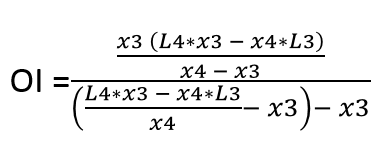 x3 (L4*x3 − x4*L3)
x4 − x3
OI =
(L4*x3 − x4*L3
x4
− x3) − x3